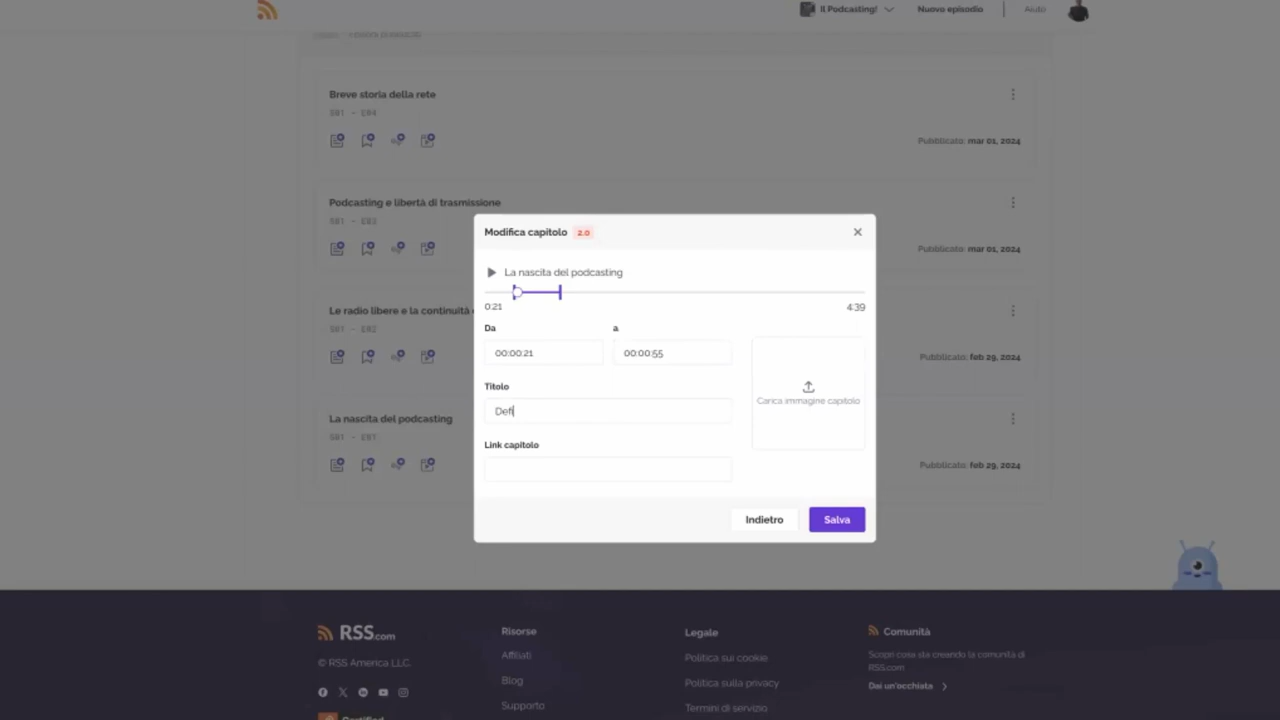 Il Podcasting!
Nuovo episodio
Aiuto
Breve storia della rete
S01 - E04
Pubblicato: mar 01, 2024
Podcasting e libertà di trasmissione
S01 - E03
Pubblicato: mar 01, 2024
Le radio libere e la continuità
S01 - E02
Pubblicato: feb 29, 2024
La nascita del podcasting
S01 - E01
Pubblicato: feb 29, 2024
Modifica capitolo 2.0
La nascita del podcasting
0:21
4:39
Da
a
00:00:21
00:00:55
Titolo
Defi
Link capitolo
Carica immagine capitolo
Indietro
Salva
RSS.com
© RSS America LLC.
Risorse
Affiliati
Blog
Supporto
Legale
Politica sui cookie
Politica sulla privacy
Termini di servizio
Comunità
Scopri cosa sta creando la comunità di
RSS.com
Dai un'occhiata
Certified